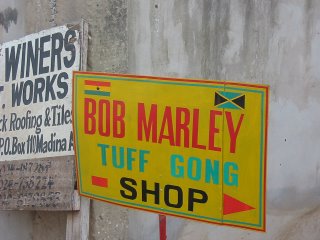 WINERS
WORKS
ck Roofing & Tiles
P.O. Box 110 Madina A
BOB MARLEY
TUFF GONG
SHOP